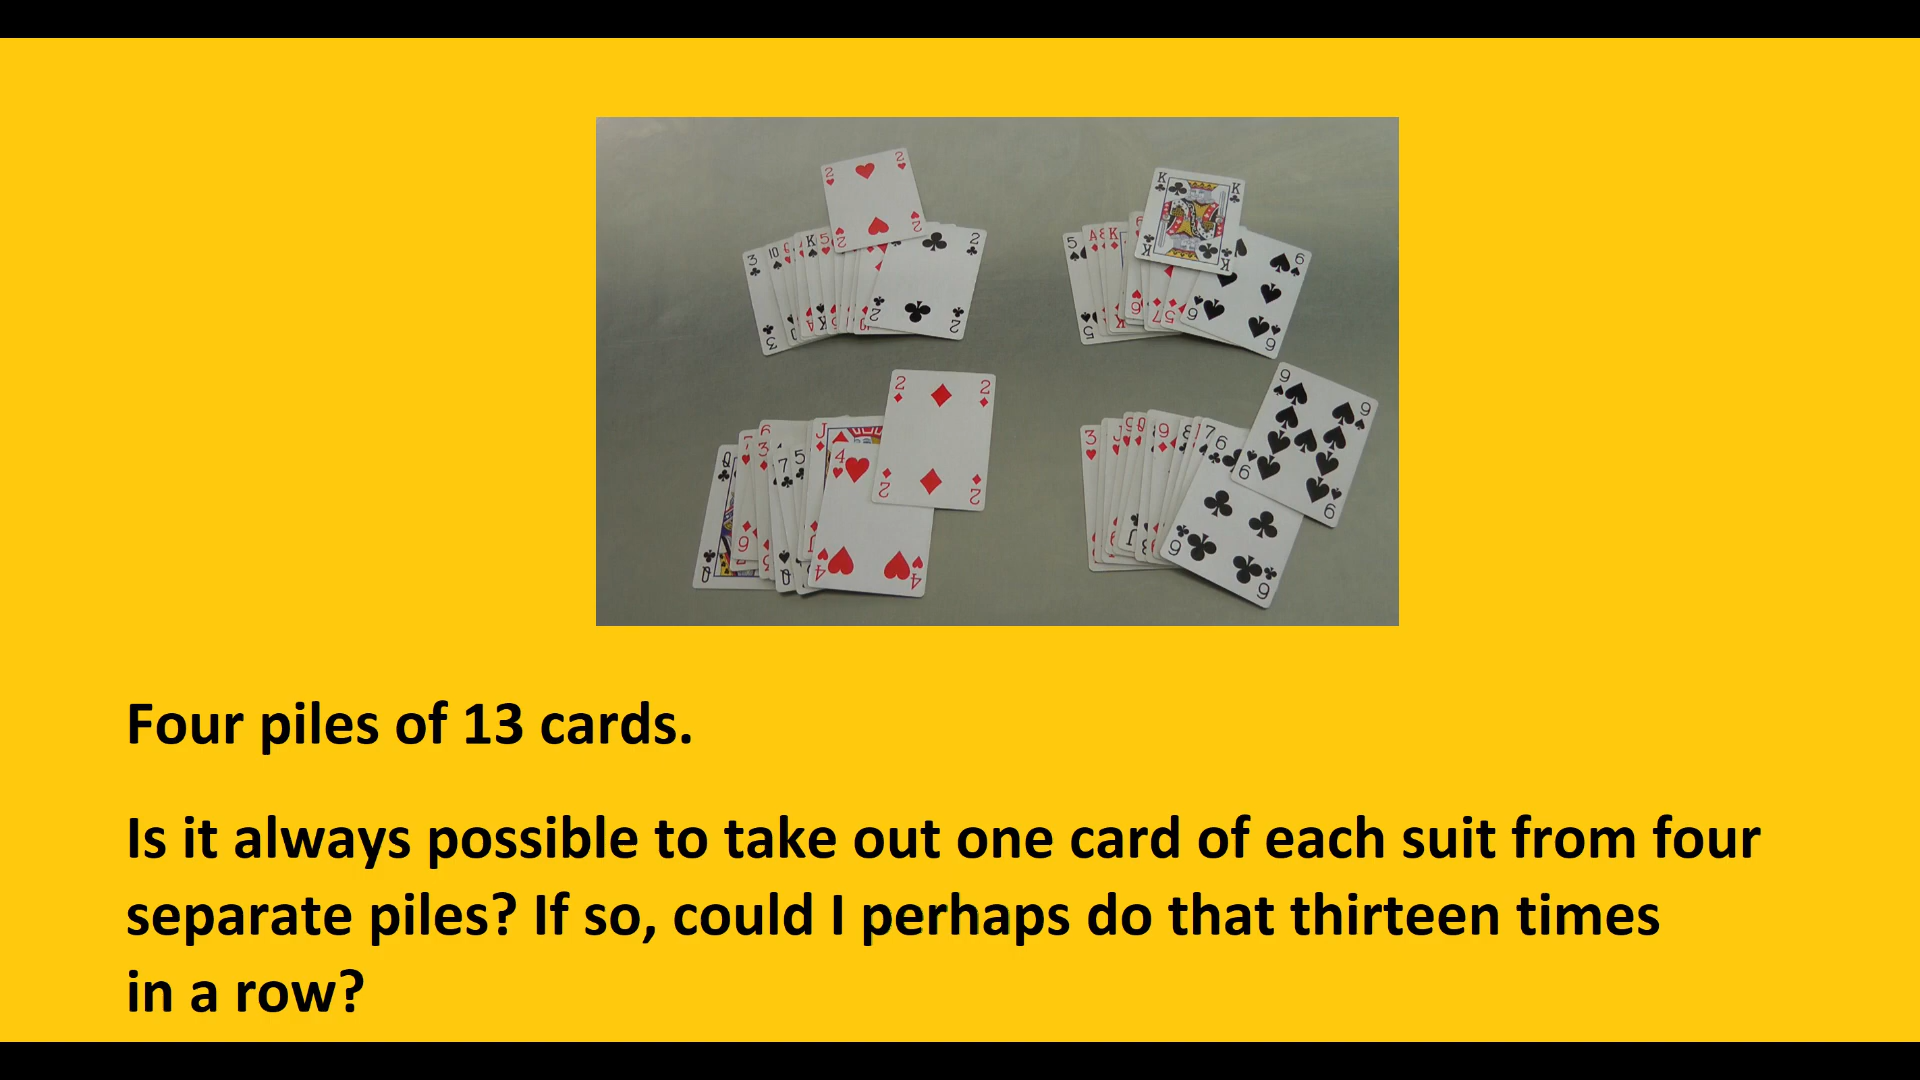 Four piles of 13 cards.
Is it always possible to take out one card of each suit from four
separate piles? If so, could I perhaps do that thirteen times
in a row?